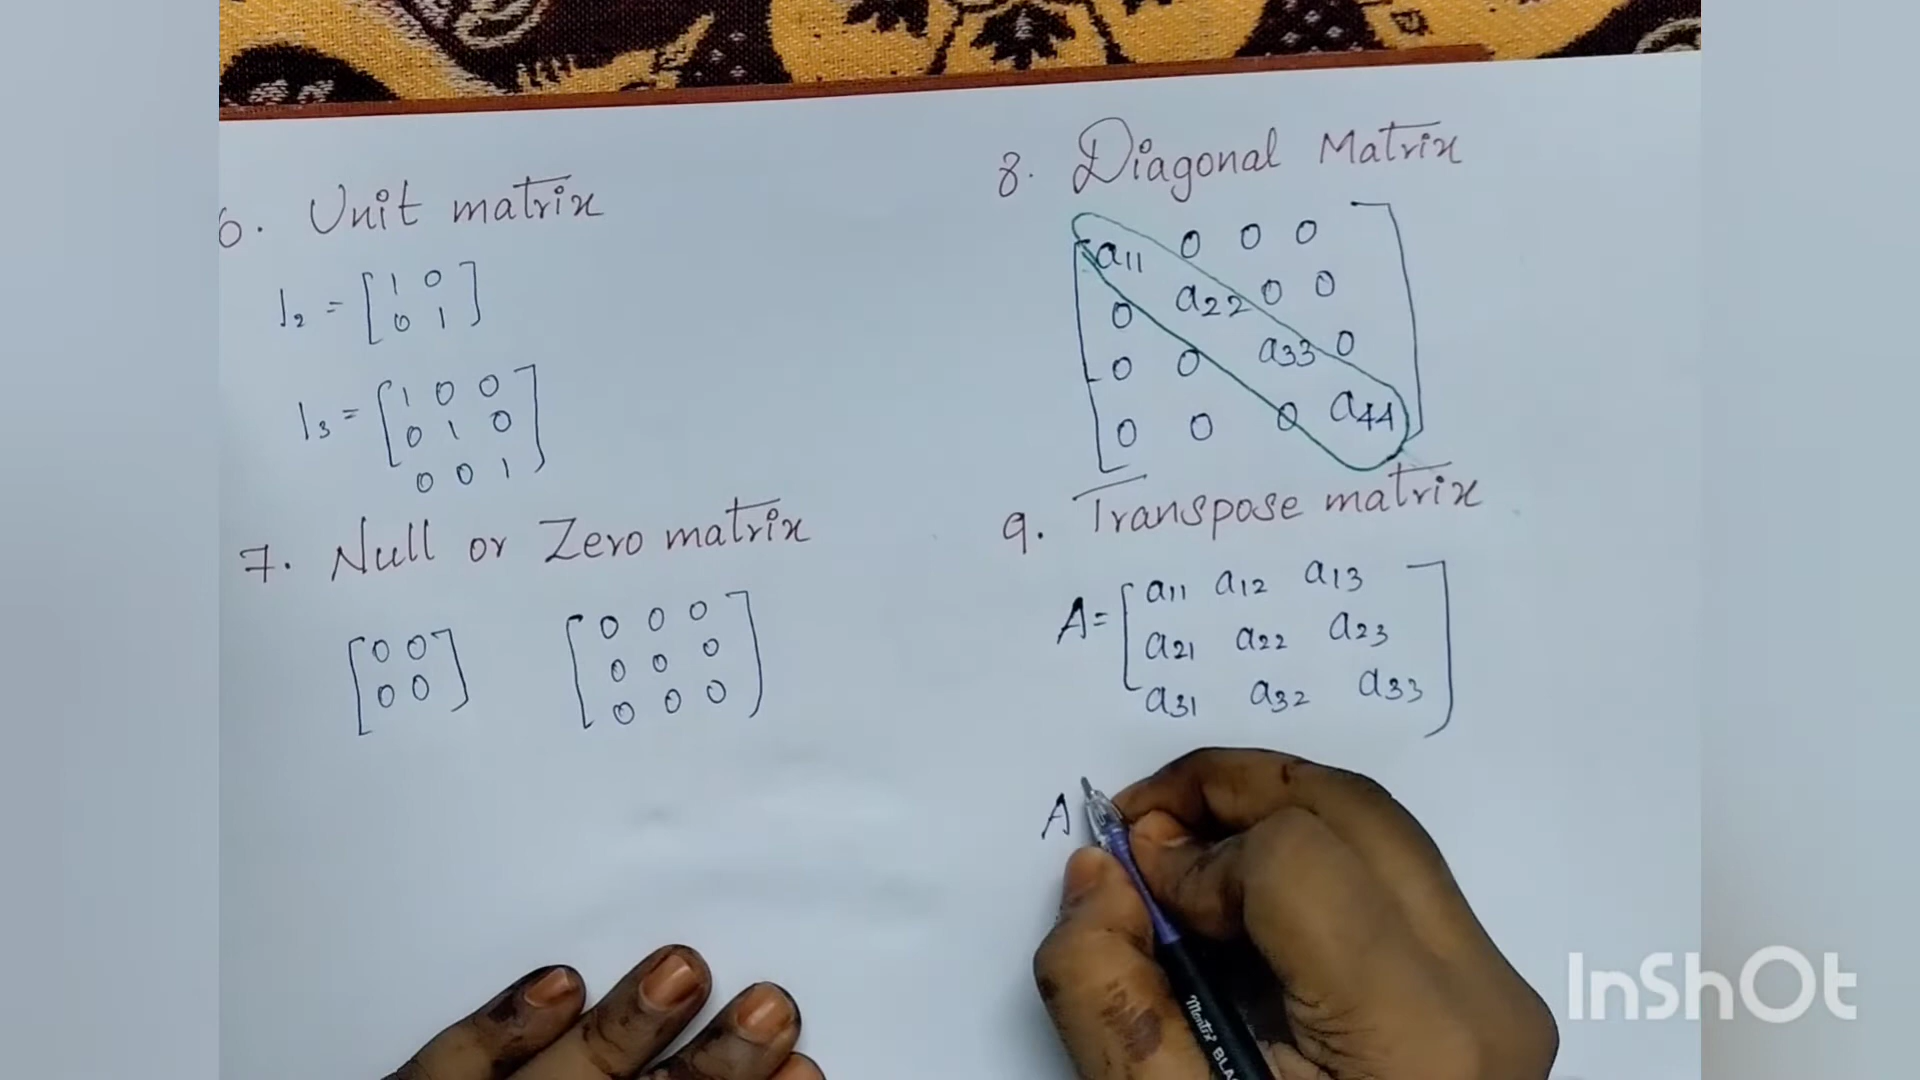 6. Unit matrix
I2 = [1 0
0 1]
I3 = [1 0 0
0 1 0
0 0 1]
7. Null or Zero matrix
[0 0
0 0]
[0 0 0
0 0 0
0 0 0]
8. Diagonal Matrix
[a11 0 0 0
0 a22 0 0
0 0 a33 0
0 0 0 a44]
9. Transpose matrix
A = [a11 a12 a13
a21 a22 a23
a31 a32 a33]
A
Montex BLA
InShOt